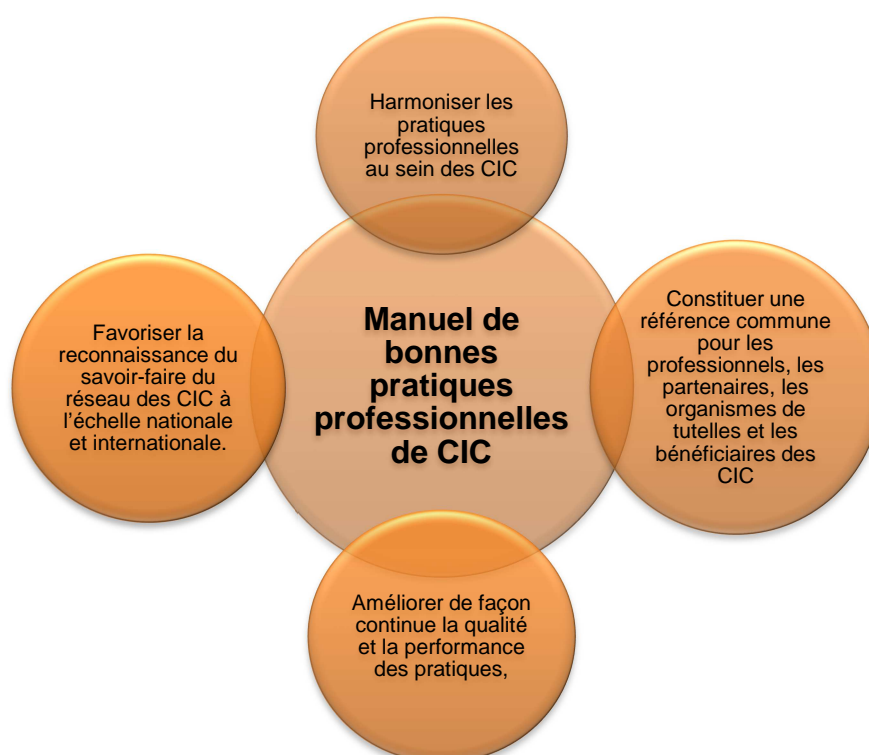 Harmoniser les
pratiques
professionnelles
au sein des CIC
Favoriser la
reconnaissance du
savoir-faire du
réseau des CIC à
l'échelle nationale
et internationale.
Manuel de
bonnes
pratiques
professionnelles
de CIC
Constituer une
référence commune
pour les
professionnels, les
partenaires, les
organismes de
tutelles et les
bénéficiaires des
CIC
Améliorer de façon
continue la qualité
et la performance
des pratiques,